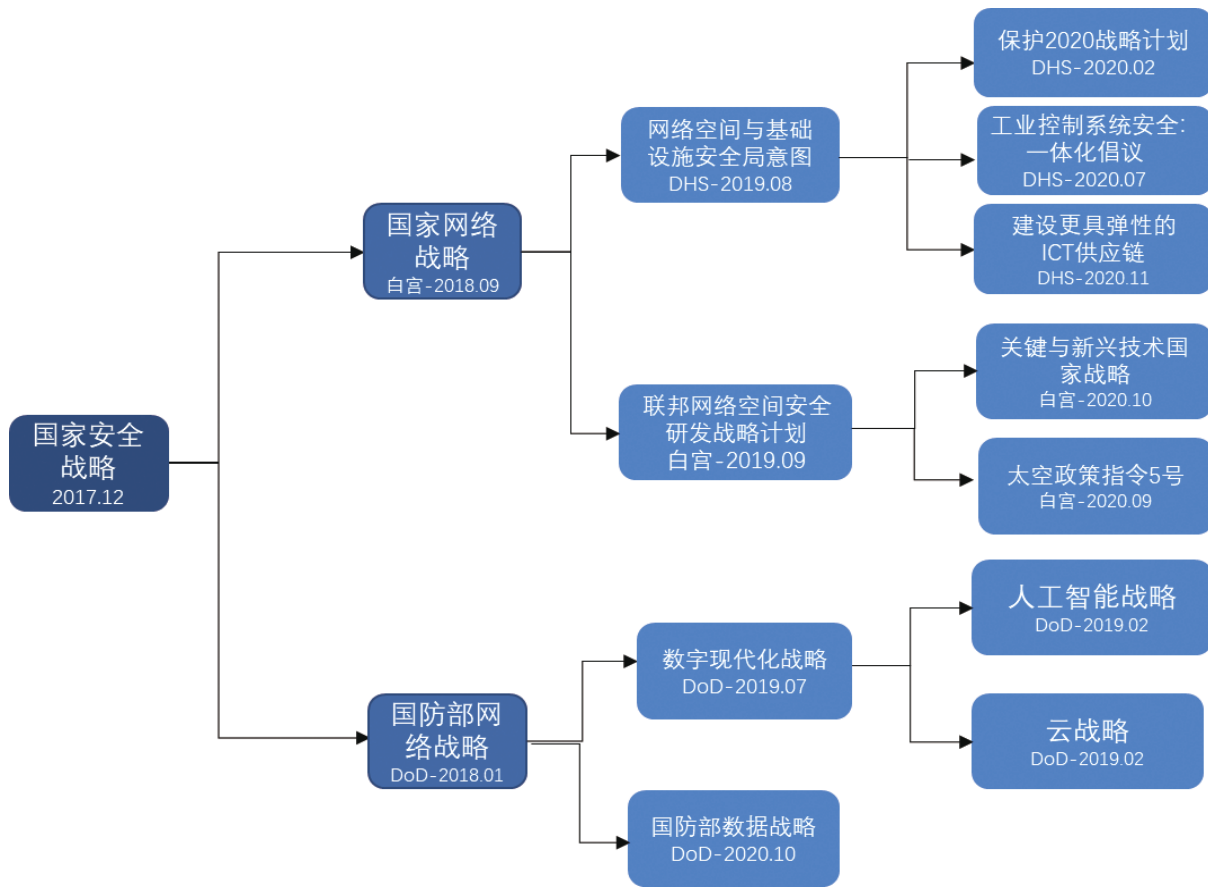 保护2020战略计划
DHS-2020.02
网络空间与基础
设施安全局意图
DHS-2019.08
工业控制系统安全:
一体化倡议
DHS-2020.07
国家网络
战略
白宫-2018.09
建设更具弹性的
ICT供应链
DHS-2020.11
关键与新兴技术国
家战略
白宫-2020.10
联邦网络空间安全
研发战略计划
白宫-2019.09
国家安全
战略
2017.12
太空政策指令5号
白宫-2020.09
人工智能战略
DoD-2019.02
数字现代化战略
DoD-2019.07
国防部网
络战略
DoD-2018.01
云战略
DoD-2019.02
国防部数据战略
DoD-2020.10